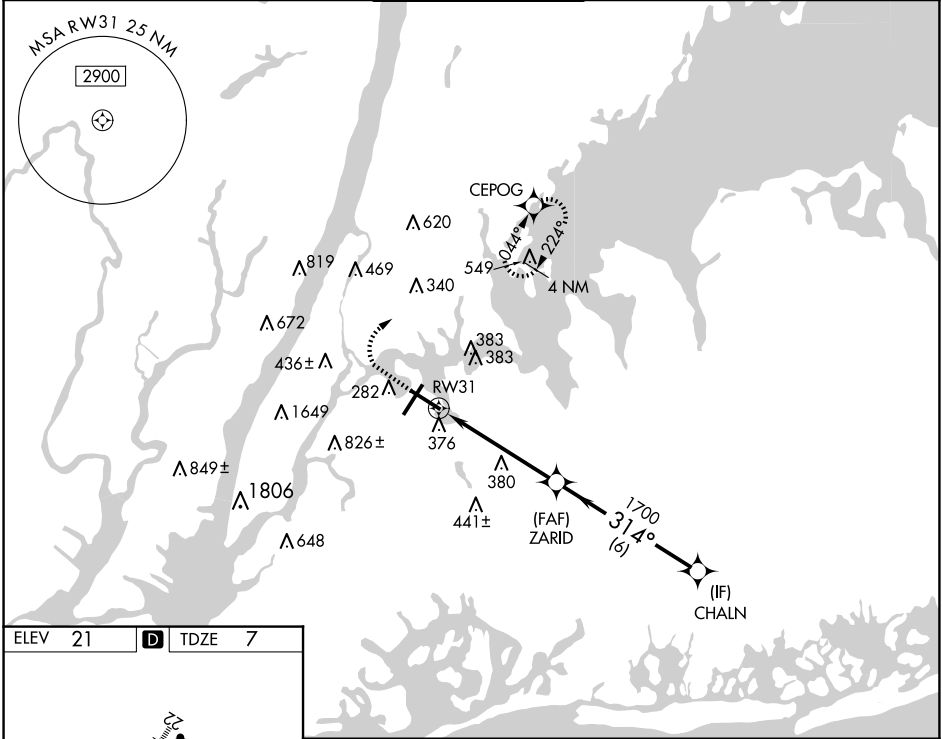 MSA RW31 25 NM
2900
CEPOG
620
044°
224°
549
4 NM
819
469
340
672
383
383
436±
282
RW31
1649
376
826±
849±
380
1806
441±
(FAF)
ZARID
1700
314°
(6)
648
(IF)
CHALN
ELEV 21 D TDZE 7
22